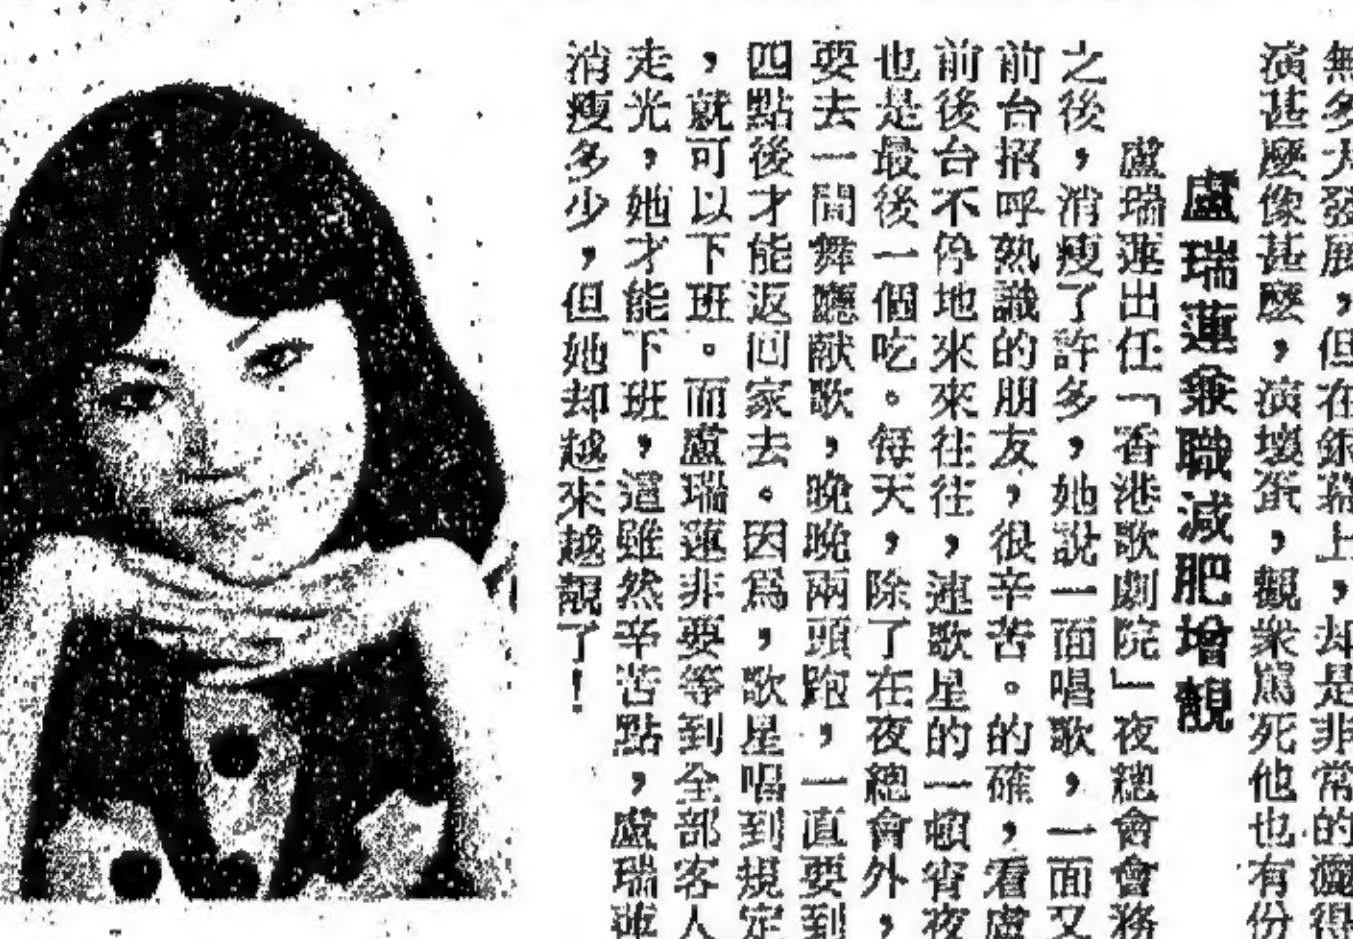 無多大發展，但在銀幕上，却是非常的灑得
演甚麼像甚麼，演壞蛋，觀衆罵死他也有份
盧瑞蓮兼職減肥增靚
盧瑞蓮出任「香港歌劇院」夜總會會務
之後，消瘦了許多，她說一面唱歌，一面又
前台招呼熟識的朋友，很辛苦。的確，看盧
前後台不停地來來往往，連歌星的一頓宵夜
也是最後一個吃。每天，除了在夜總會外，
要去一間舞廳献歌，晚晚兩頭跑，一直要到
四點後才能返回家去。因爲，歌星唱到規定
，就可以下班。而盧瑞蓮非要等到全部客人
走光，她才能下班，這雖然辛苦點，盧瑞蓮
消瘦多少，但她却越來越靚了！